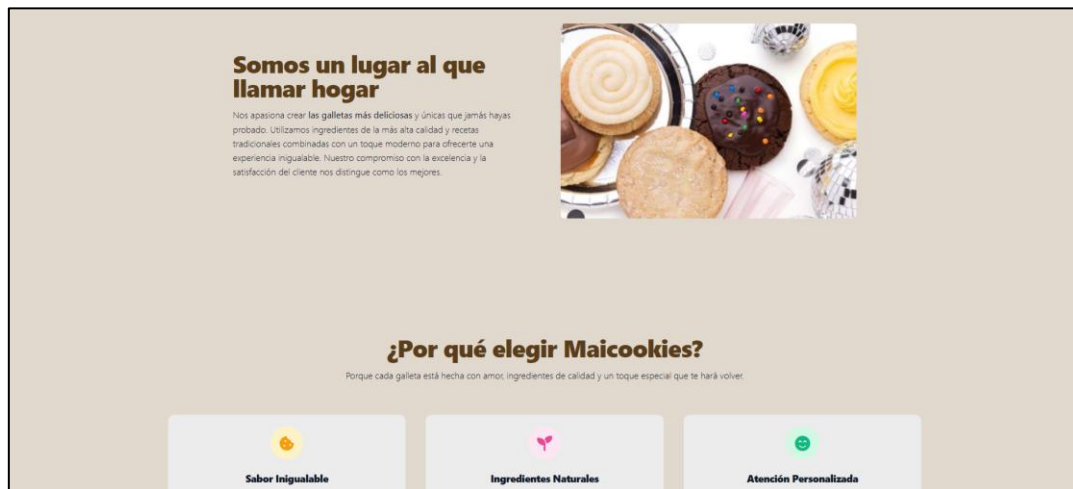 Somos un lugar al que
llamar hogar
Nos apasiona crear las galletas más deliciosas y únicas que jamás hayas
probado. Utilizamos ingredientes de la más alta calidad y recetas
tradicionales combinadas con un toque moderno para ofrecerte una
experiencia inigualable. Nuestro compromiso con la excelencia y la
satisfacción del cliente nos distingue como los mejores.
¿Por qué elegir Maicookies?
Porque cada galleta está hecha con amor, ingredientes de calidad y un toque especial que te hará volver.
Sabor Inigualable
Ingredientes Naturales
Atención Personalizada